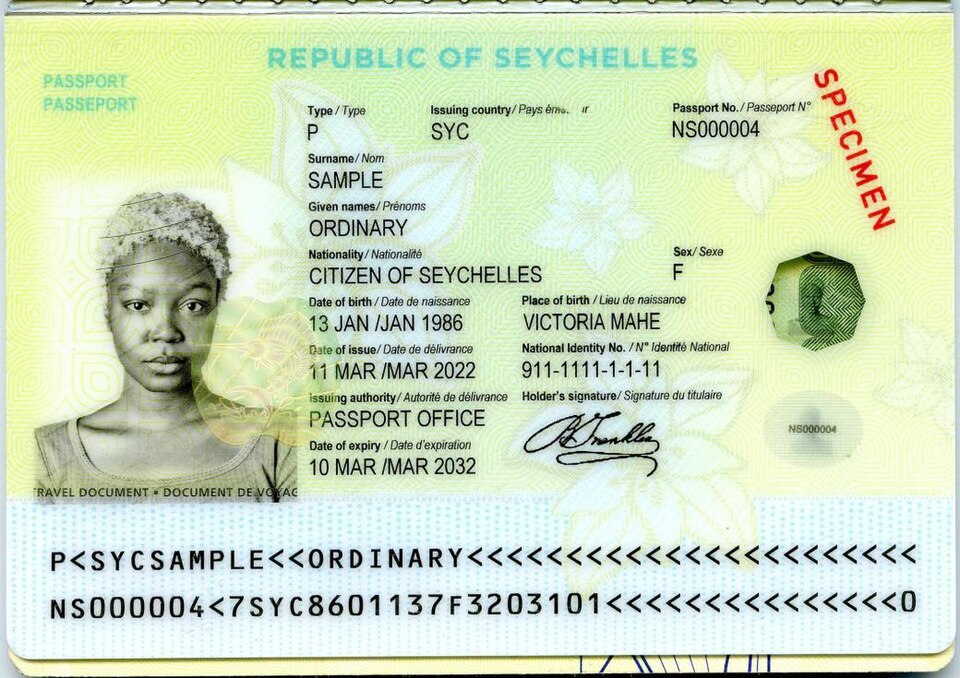 REPUBLIC OF SEYCHELLES
PASSPORT
PASSEPORT
SPECIMEN
Type / Type
Issuing country / Pays
Passport No. / Passeport N°
P
SYC
NS000004
Surname / Nom
SAMPLE
Given names / Prénoms
ORDINARY
Nationality / Nationalité
Sex / Sexe
CITIZEN OF SEYCHELLES
F
Date of birth / Date de naissance
Place of birth / Lieu de naissance
13 JAN /JAN 1986
VICTORIA MAHE
Date of issue / Date de délivrance
National Identity No. / N° Identité National
11 MAR /MAR 2022
911-1111-1-1-11
Issuing authority / Autorité de délivrance
Holder's signature / Signature du titulaire
PASSPORT OFFICE
NS000004
Date of expiry / Date d'expiration
10 MAR /MAR 2032
RAVEL DOCUMENT • DOCUMENT DE VOYAG
P<SYCSAMPLE<<ORDINARY<<<<<<<<<<<<<<<<<<<<<<<
NS000004<7SYC8601137F3203101<<<<<<<<<<<<<<<0